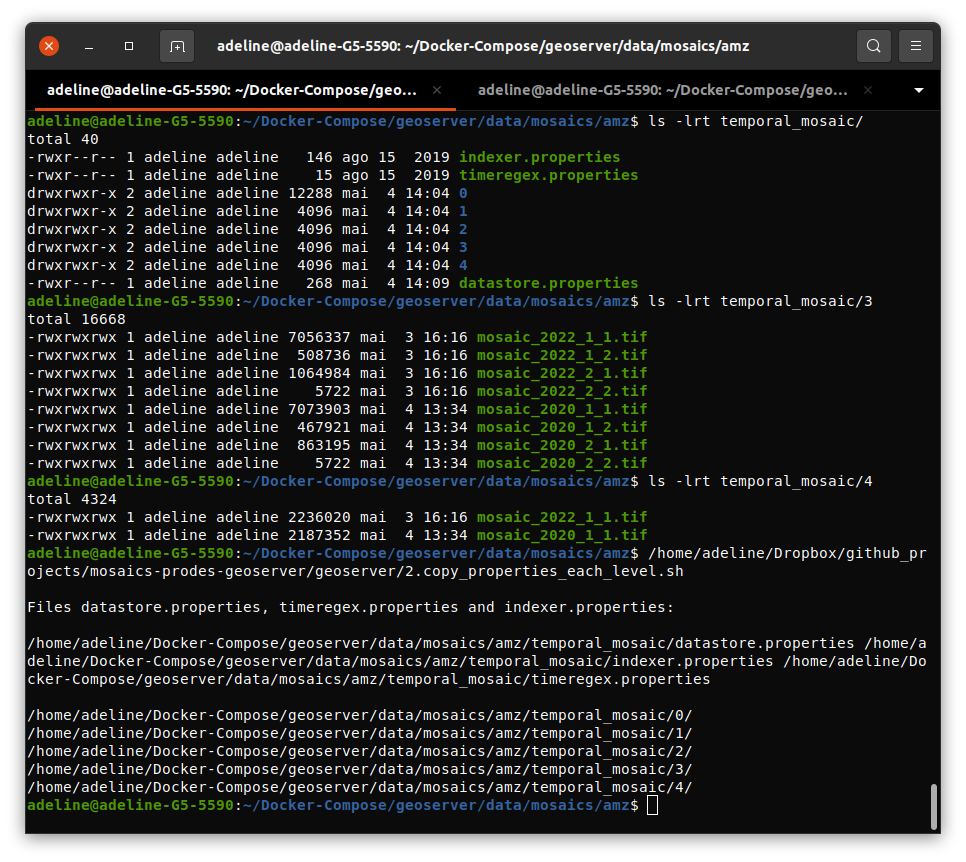 adeline@adeline-G5-5590: ~/Docker-Compose/geoserver/data/mosaics/amz
adeline@adeline-G5-5590: ~/Docker-Compose/geo... × adeline@adeline-G5-5590: ~/Docker-Compose/geo... ×
adeline@adeline-G5-5590:~/Docker-Compose/geoserver/data/mosaics/amz$ ls -lrt temporal_mosaic/
total 40
-rwxr--r-- 1 adeline adeline   146 ago 15  2019 indexer.properties
-rwxr--r-- 1 adeline adeline    15 ago 15  2019 timeregex.properties
drwxrwxr-x 2 adeline adeline 12288 mai  4 14:04 0
drwxrwxr-x 2 adeline adeline  4096 mai  4 14:04 1
drwxrwxr-x 2 adeline adeline  4096 mai  4 14:04 2
drwxrwxr-x 2 adeline adeline  4096 mai  4 14:04 3
drwxrwxr-x 2 adeline adeline  4096 mai  4 14:04 4
-rwxr--r-- 1 adeline adeline   268 mai  4 14:09 datastore.properties
adeline@adeline-G5-5590:~/Docker-Compose/geoserver/data/mosaics/amz$ ls -lrt temporal_mosaic/3
total 16668
-rwxrwxrwx 1 adeline adeline 7056337 mai  3 16:16 mosaic_2022_1_1.tif
-rwxrwxrwx 1 adeline adeline  508736 mai  3 16:16 mosaic_2022_1_2.tif
-rwxrwxrwx 1 adeline adeline 1064984 mai  3 16:16 mosaic_2022_2_1.tif
-rwxrwxrwx 1 adeline adeline    5722 mai  3 16:16 mosaic_2022_2_2.tif
-rwxrwxrwx 1 adeline adeline 7073903 mai  4 13:34 mosaic_2020_1_1.tif
-rwxrwxrwx 1 adeline adeline  467921 mai  4 13:34 mosaic_2020_1_2.tif
-rwxrwxrwx 1 adeline adeline  863195 mai  4 13:34 mosaic_2020_2_1.tif
-rwxrwxrwx 1 adeline adeline    5722 mai  4 13:34 mosaic_2020_2_2.tif
adeline@adeline-G5-5590:~/Docker-Compose/geoserver/data/mosaics/amz$ ls -lrt temporal_mosaic/4
total 4324
-rwxrwxrwx 1 adeline adeline 2236020 mai  3 16:16 mosaic_2022_1_1.tif
-rwxrwxrwx 1 adeline adeline 2187352 mai  4 13:34 mosaic_2020_1_1.tif
adeline@adeline-G5-5590:~/Docker-Compose/geoserver/data/mosaics/amz$ /home/adeline/Dropbox/github_pr
ojects/mosaics-prodes-geoserver/geoserver/2.copy_properties_each_level.sh
Files datastore.properties, timeregex.properties and indexer.properties:
/home/adeline/Docker-Compose/geoserver/data/mosaics/amz/temporal_mosaic/datastore.properties /home/a
deline/Docker-Compose/geoserver/data/mosaics/amz/temporal_mosaic/indexer.properties /home/adeline/Do
cker-Compose/geoserver/data/mosaics/amz/temporal_mosaic/timeregex.properties
/home/adeline/Docker-Compose/geoserver/data/mosaics/amz/temporal_mosaic/0/
/home/adeline/Docker-Compose/geoserver/data/mosaics/amz/temporal_mosaic/1/
/home/adeline/Docker-Compose/geoserver/data/mosaics/amz/temporal_mosaic/2/
/home/adeline/Docker-Compose/geoserver/data/mosaics/amz/temporal_mosaic/3/
/home/adeline/Docker-Compose/geoserver/data/mosaics/amz/temporal_mosaic/4/
adeline@adeline-G5-5590:~/Docker-Compose/geoserver/data/mosaics/amz$